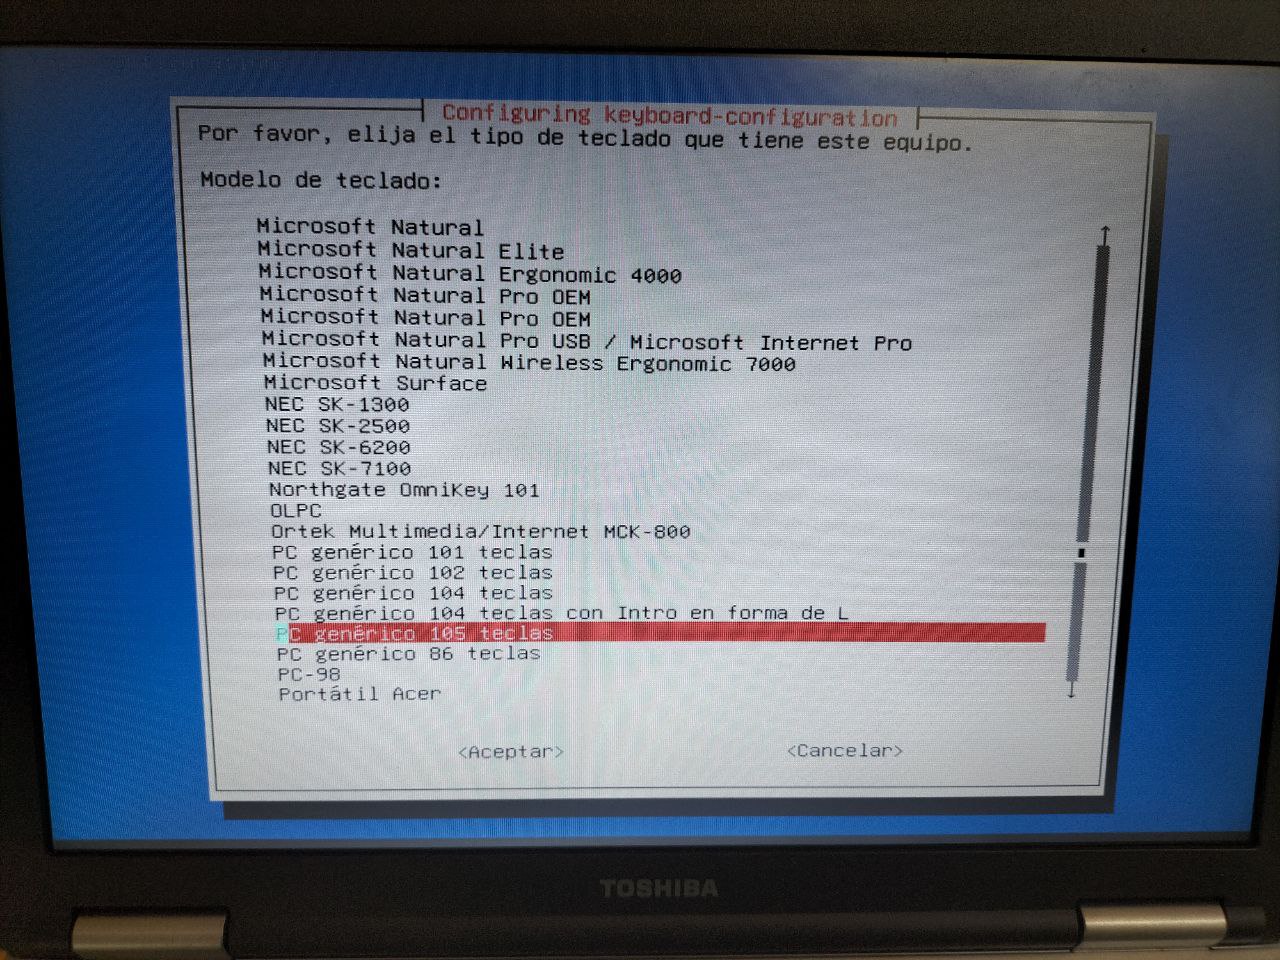 Configuring keyboard-configuration
Por favor, elija el tipo de teclado que tiene este equipo.
Modelo de teclado:
Microsoft Natural
Microsoft Natural Elite
Microsoft Natural Ergonomic 4000
Microsoft Natural Pro OEM
Microsoft Natural Pro OEM
Microsoft Natural Pro USB / Microsoft Internet Pro
Microsoft Natural Wireless Ergonomic 7000
Microsoft Surface
NEC SK-1300
NEC SK-2500
NEC SK-6200
NEC SK-7100
Northgate OmniKey 101
OLPC
Ortek Multimedia/Internet MCK-800
PC genérico 101 teclas
PC genérico 102 teclas
PC genérico 104 teclas
PC genérico 104 teclas con Intro en forma de L
PC genérico 105 teclas
PC genérico 86 teclas
PC-98
Portátil Acer
<Aceptar> <Cancelar>
TOSHIBA